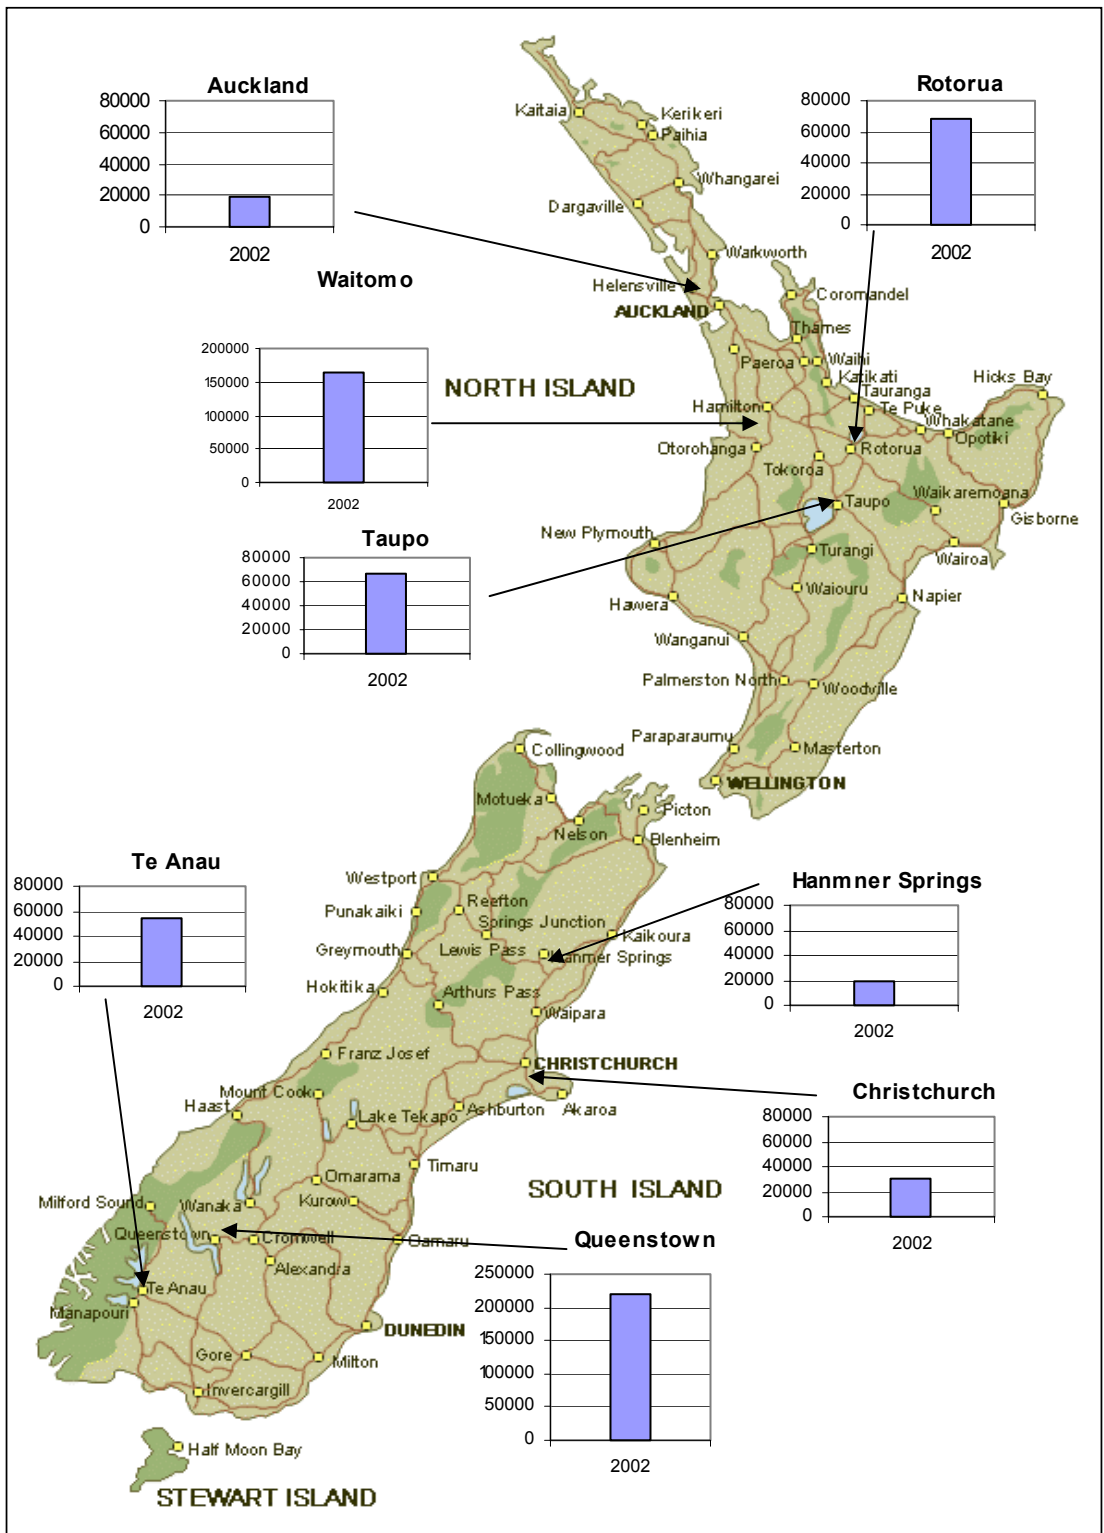 Auckland
80000
60000
40000
20000
0
2002
Rotorua
80000
60000
40000
20000
0
2002
Waitomo
200000
150000
100000
50000
0
2002
Taupo
80000
60000
40000
20000
0
2002
Kaitaia
Kerikeri
Paihia
Whangarei
Dargaville
Warkworth
Helensville
AUCKLAND
Coromandel
Thames
Paeroa
Waihi
Katikati
Tauranga
Hicks Bay
NORTH ISLAND
Hamilton
Te Puke
Whakatane
Opotiki
Otorohanga
Rotorua
Tokoroa
Taupo
Waikaremoana
Gisborne
New Plymouth
Turangi
Wairoa
Waiouru
Napier
Hawera
Wanganui
Palmerston North
Woodville
Paraparaumu
Masterton
WELLINGTON
Collingwood
Motueka
Picton
Nelson
Blenheim
Te Anau
80000
60000
40000
20000
0
2002
Hanmner Springs
80000
60000
40000
20000
0
2002
Westport
Reefton
Punakaiki
Springs Junction
Kaikoura
Greymouth
Lewis Pass
Hanmer Springs
Hokitika
Arthurs Pass
Waipara
Franz Josef
CHRISTCHURCH
Christchurch
80000
60000
40000
20000
0
2002
Mount Cook
Haast
Lake Tekapo
Ashburton
Akaroa
Timaru
Omarama
SOUTH ISLAND
Milford Sound
Wanaka
Kurow
Queenstown
Cromwell
Oamaru
Alexandra
Te Anau
Manapouri
DUNEDIN
Gore
Milton
Invercargill
Half Moon Bay
STEWART ISLAND
Queenstown
250000
200000
150000
100000
50000
0
2002